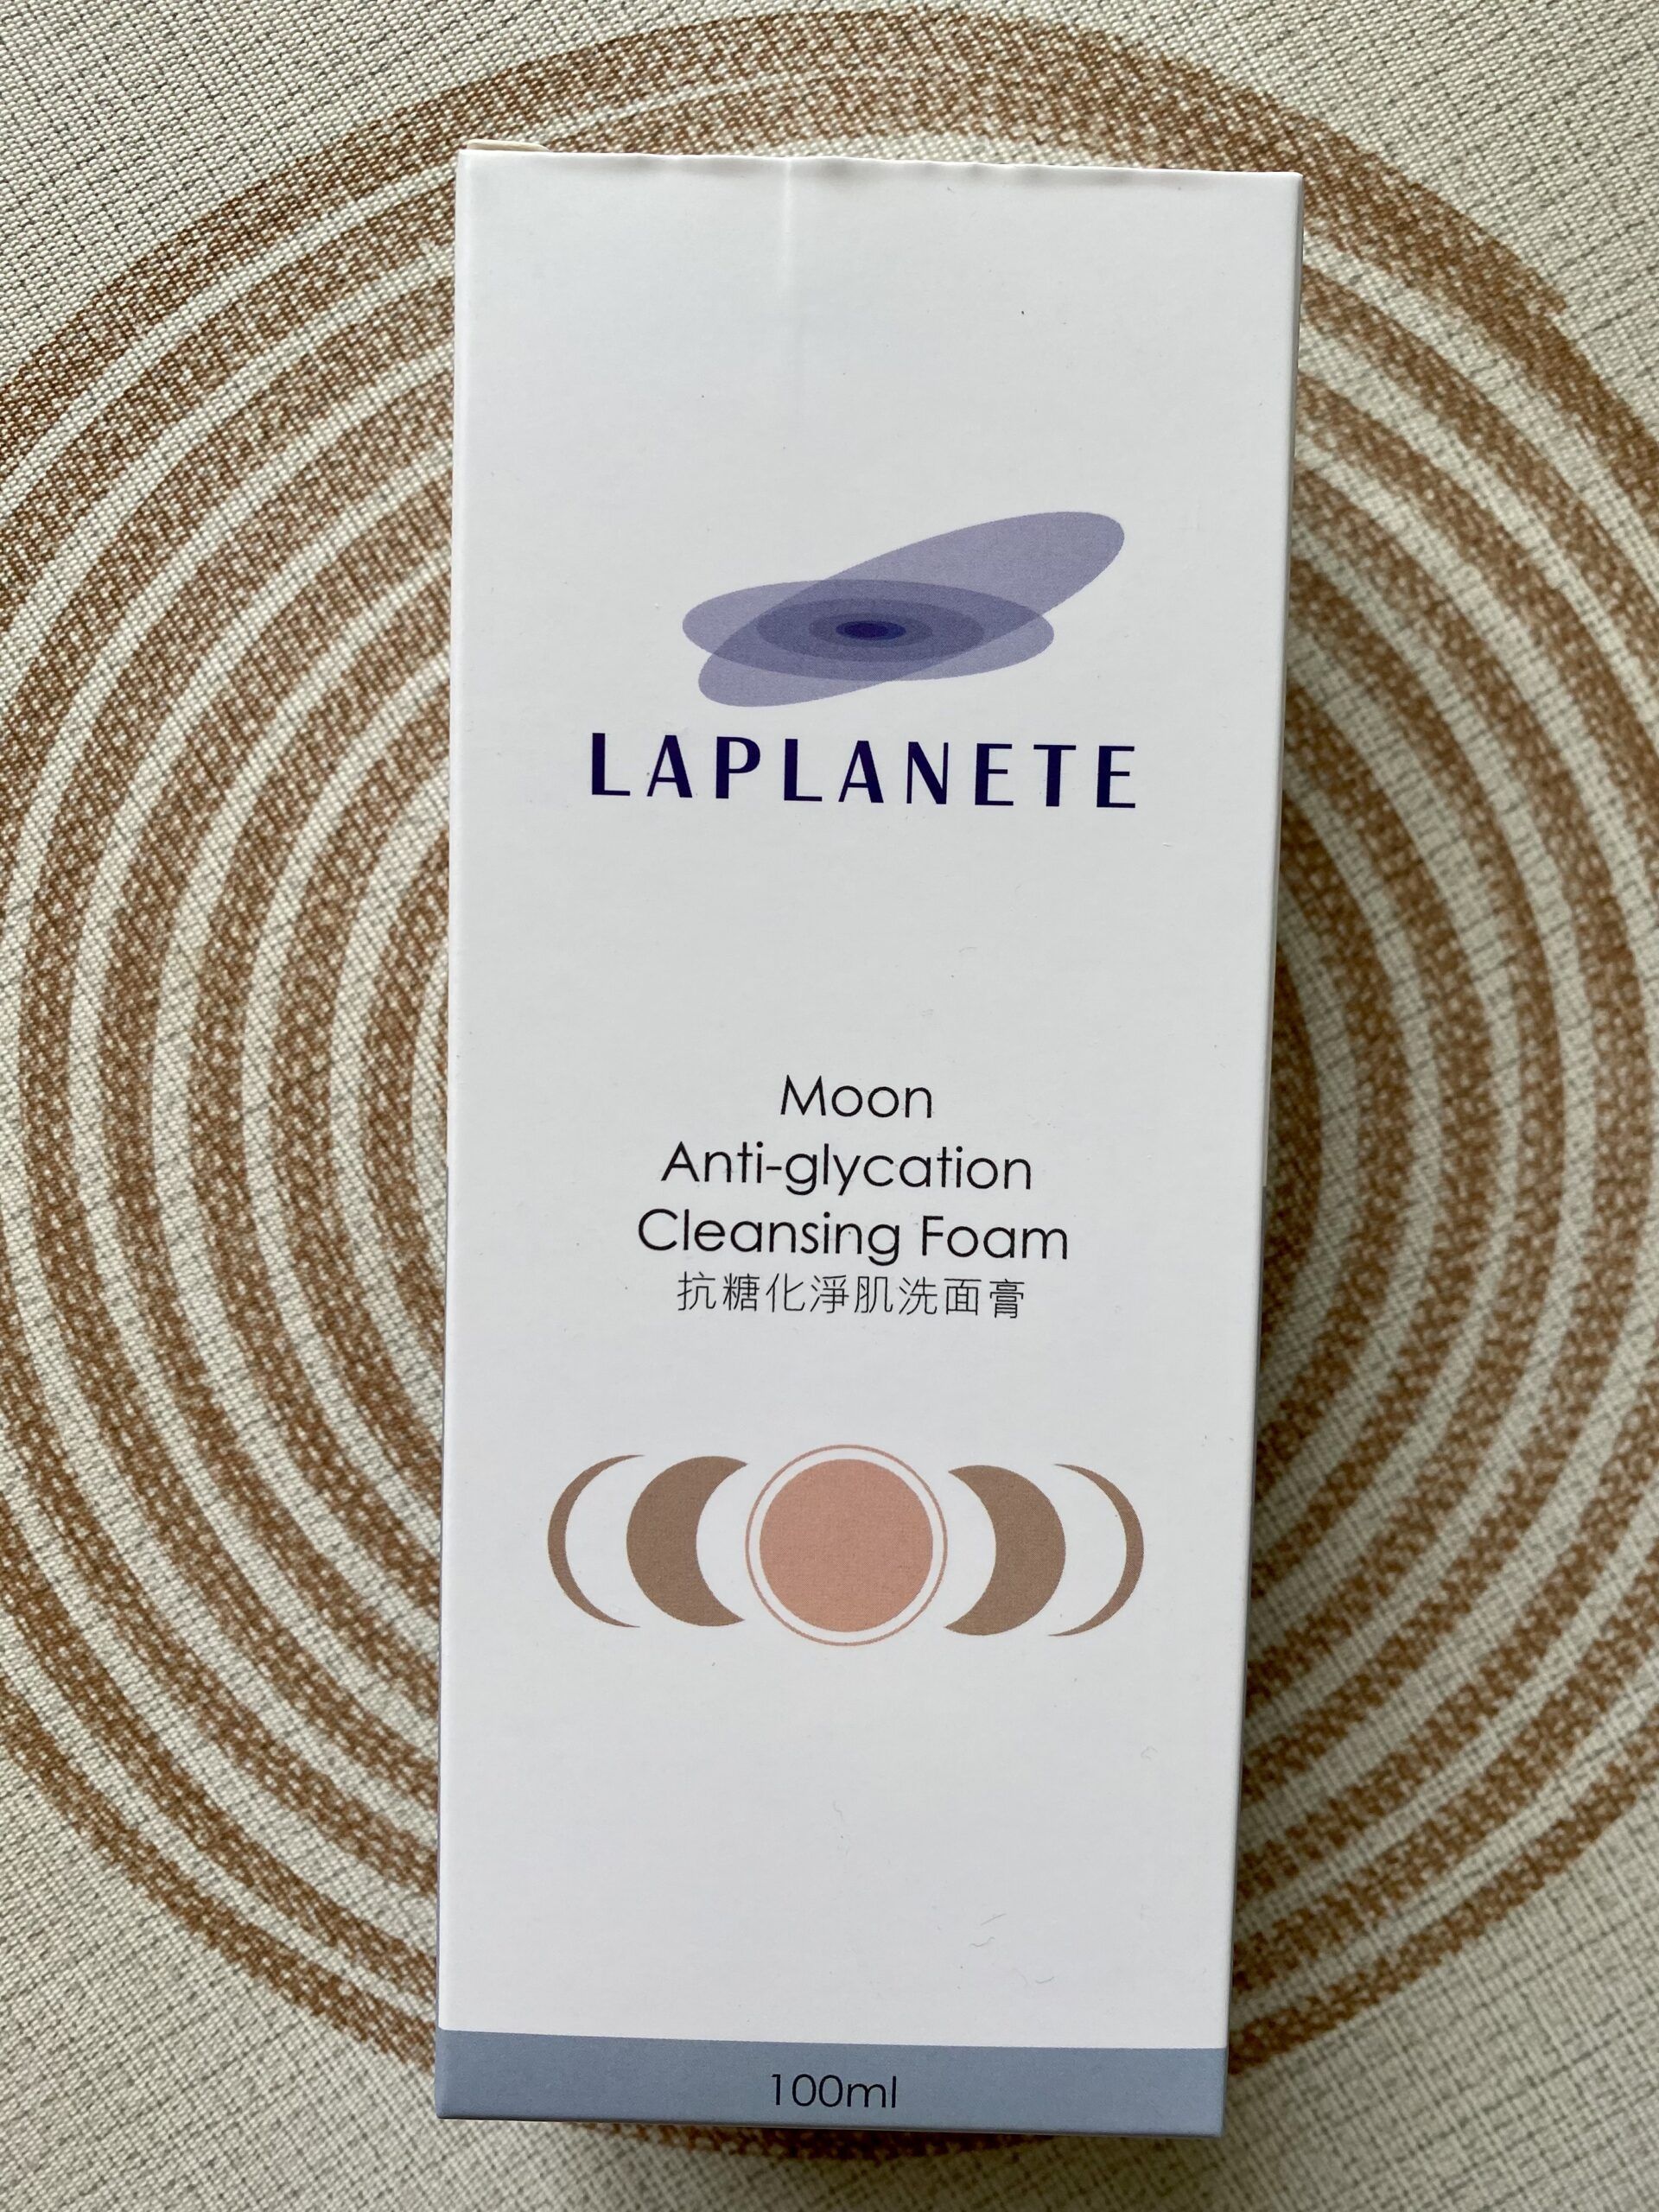 LAPLANETE
Moon
Anti-glycation
Cleansing Foam
抗糖化淨肌洗面膏
100ml